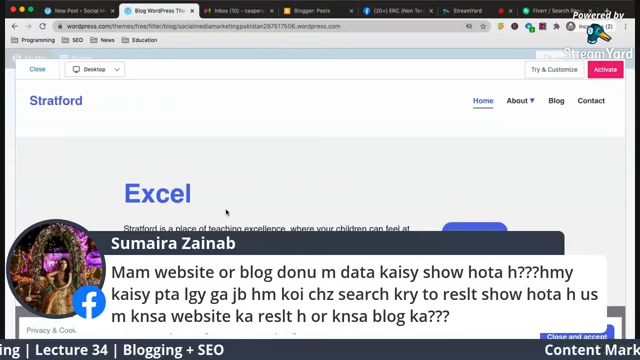 Powered by
StreamYard
New Post ‹ Social M
Blog WordPress The
Inbox (10) - casper
Blogger: Posts
(20+) ERC (Non Te
StreamYard
Fiverr / Search Re
wordpress.com/themes/free/filter/blog/socialmediamarketingpakistan297517506.wordpress.com
Programming
SEO
News
Education
Close
Desktop
Try & Customize
Activate
Stratford
Home
About
Blog
Contact
Excel
Stratford is a place of teaching excellence, where your children can feel at
Sumaira Zainab
Mam website or blog donu m data kaisy show hota h???hmy
kaisy pta lgy ga jb hm koi chz search kry to reslt show hota h us
m knsa website ka reslt h or knsa blog ka???
Privacy & Cook
Close and accept
ing | Lecture 34 | Blogging + SEO
Content Mark